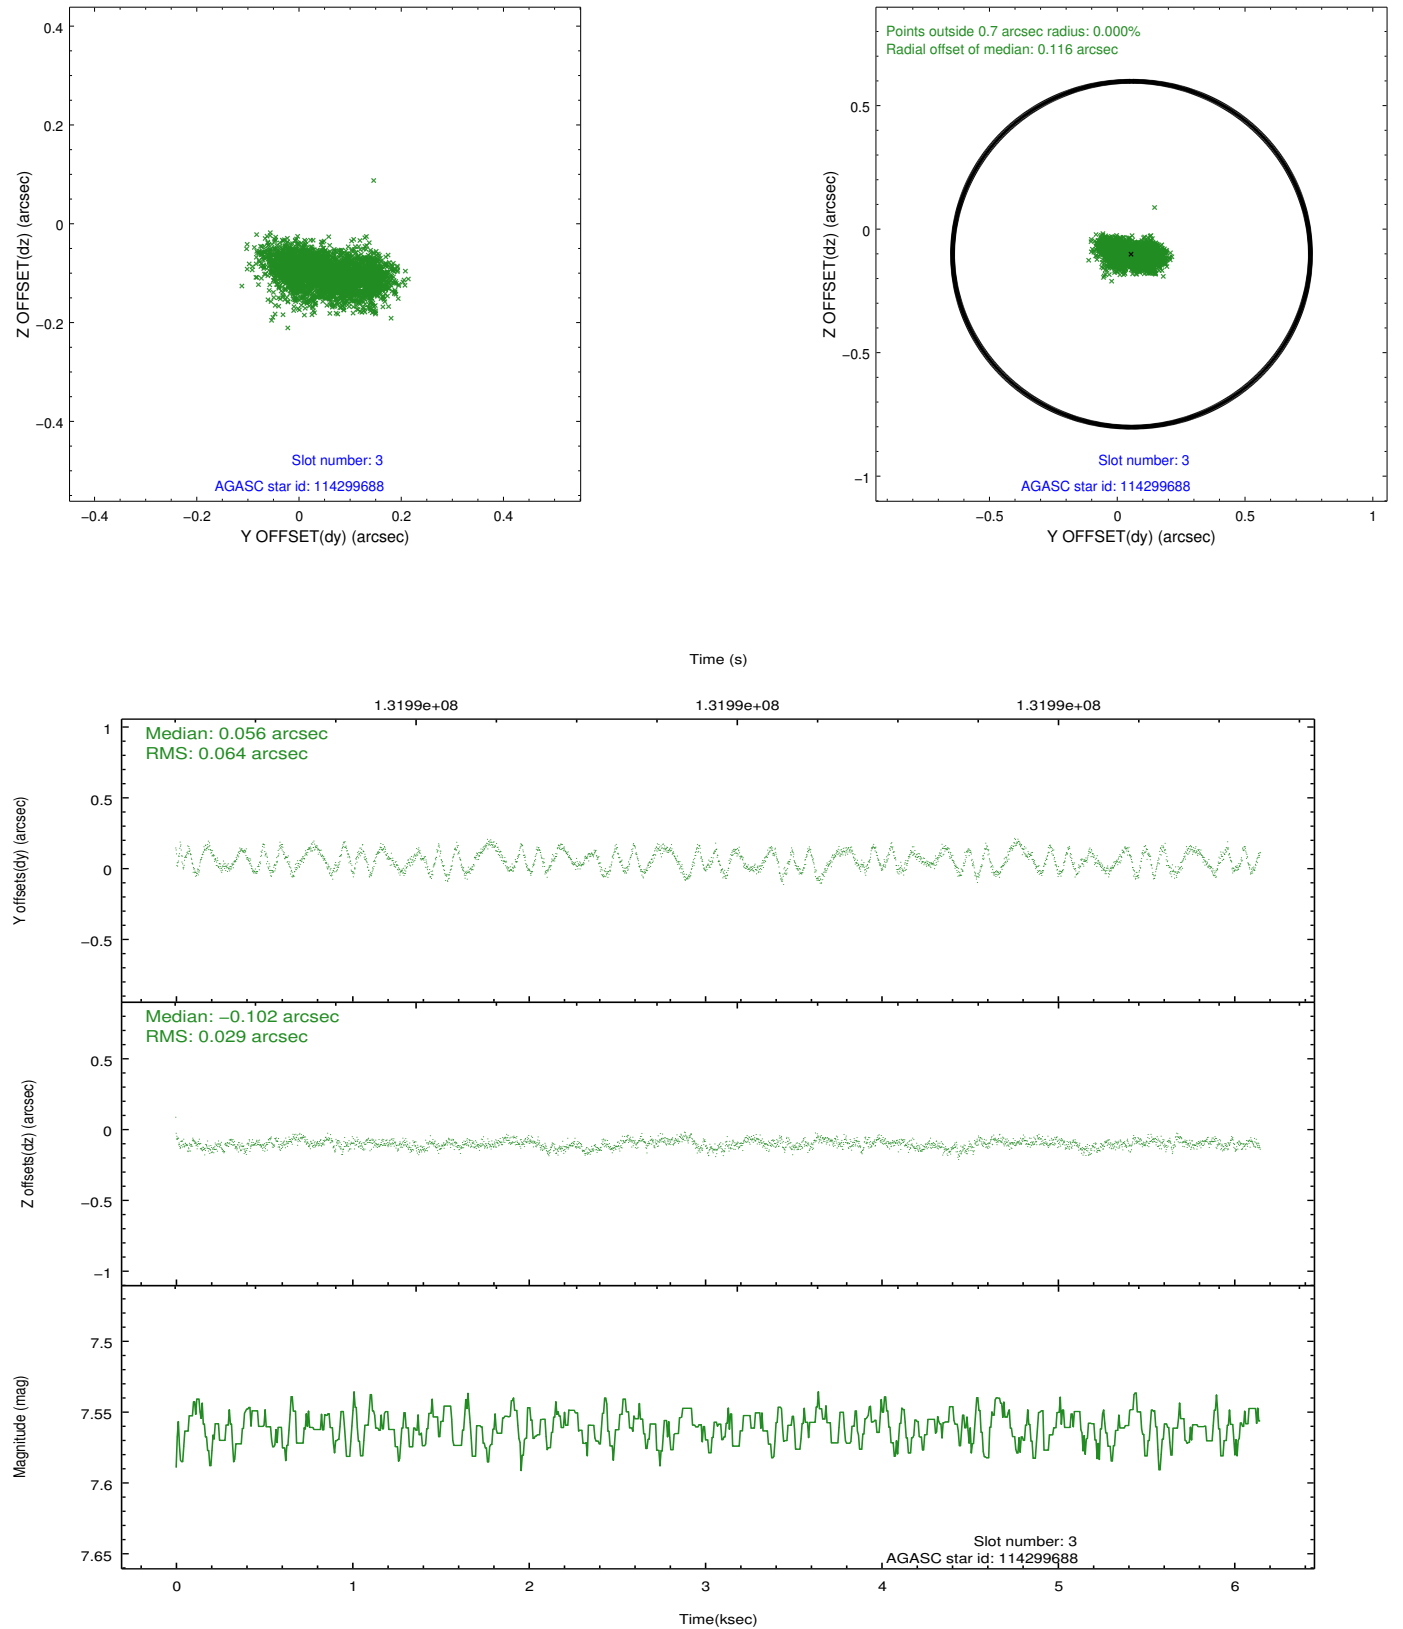 0.4
0.2
0
−0.2
−0.4
Z OFFSET(dz) (arcsec)
Slot number: 3
AGASC star id: 114299688
−0.4 −0.2 0 0.2 0.4
Y OFFSET(dy) (arcsec)
Points outside 0.7 arcsec radius: 0.000%
Radial offset of median: 0.116 arcsec
0.5
0
−0.5
−1
Z OFFSET(dz) (arcsec)
Slot number: 3
AGASC star id: 114299688
−0.5 0 0.5 1
Y OFFSET(dy) (arcsec)
Time (s)
1.3199e+08 1.3199e+08 1.3199e+08
Median: 0.056 arcsec
RMS: 0.064 arcsec
1
0.5
0
−0.5
Y offsets(dy) (arcsec)
Median: −0.102 arcsec
RMS: 0.029 arcsec
0.5
0
−0.5
−1
Z offsets(dz) (arcsec)
7.5
7.55
7.6
7.65
Magnitude (mag)
Slot number: 3
AGASC star id: 114299688
0 1 2 3 4 5 6
Time(ksec)